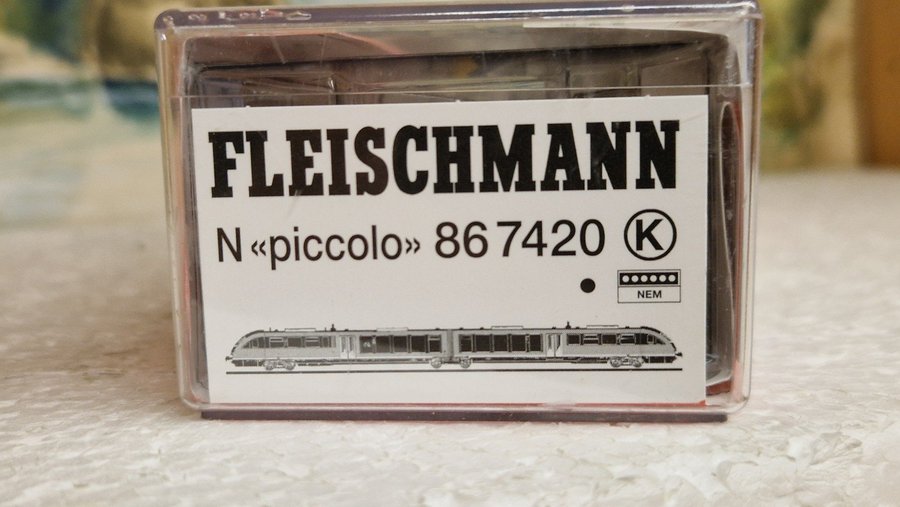 FLEISCHMANN
N «piccolo» 867420 K
NEM